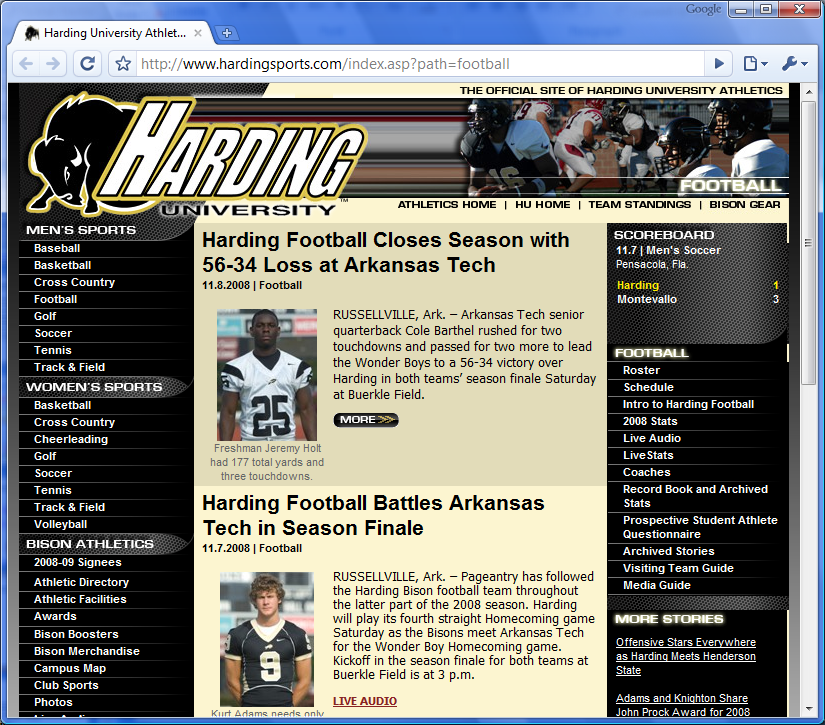 Google
Harding University Athlet...
http://www.hardingsports.com/index.asp?path=football
THE OFFICIAL SITE OF HARDING UNIVERSITY ATHLETICS
HARDING
UNIVERSITY
TM
FOOTBALL
ATHLETICS HOME | HU HOME | TEAM STANDINGS | BISON GEAR
MEN'S SPORTS
Baseball
Basketball
Cross Country
Football
Golf
Soccer
Tennis
Track & Field
WOMEN'S SPORTS
Basketball
Cross Country
Cheerleading
Golf
Soccer
Tennis
Track & Field
Volleyball
BISON ATHLETICS
2008-09 Signees
Athletic Directory
Athletic Facilities
Awards
Bison Boosters
Bison Merchandise
Campus Map
Club Sports
Photos
Harding Football Closes Season with
56-34 Loss at Arkansas Tech
11.8.2008 | Football
25
Freshman Jeremy Holt
had 177 total yards and
three touchdowns.
RUSSELLVILLE, Ark. – Arkansas Tech senior
quarterback Cole Barthel rushed for two
touchdowns and passed for two more to lead
the Wonder Boys to a 56-34 victory over
Harding in both teams' season finale Saturday
at Buerkle Field.
MORE >>>
Harding Football Battles Arkansas
Tech in Season Finale
11.7.2008 | Football
9
Kurt Adams needs only
RUSSELLVILLE, Ark. – Pageantry has followed
the Harding Bison football team throughout
the latter part of the 2008 season. Harding
will play its fourth straight Homecoming game
Saturday as the Bisons meet Arkansas Tech
for the Wonder Boy Homecoming game.
Kickoff in the season finale for both teams at
Buerkle Field is at 3 p.m.
LIVE AUDIO
SCOREBOARD
11.7 | Men's Soccer
Pensacola, Fla.
Harding 1
Montevallo 3
FOOTBALL
Roster
Schedule
Intro to Harding Football
2008 Stats
Live Audio
LiveStats
Coaches
Record Book and Archived
Stats
Prospective Student Athlete
Questionnaire
Archived Stories
Visiting Team Guide
Media Guide
MORE STORIES
Offensive Stars Everywhere
as Harding Meets Henderson
State
Adams and Knighton Share
John Prock Award for 2008